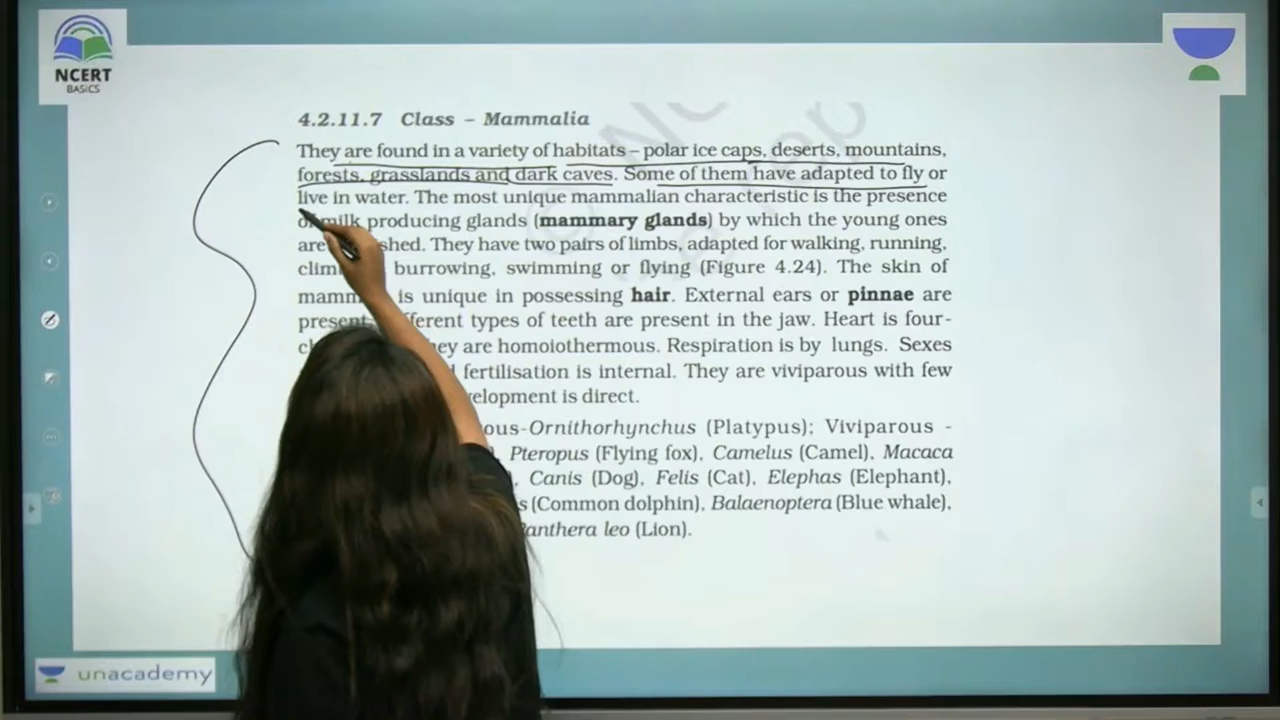 NCERT
BASICS
4.2.11.7 Class – Mammalia
They are found in a variety of habitats – polar ice caps, deserts, mountains,
forests, grasslands and dark caves. Some of them have adapted to fly or
live in water. The most unique mammalian characteristic is the presence
of milk producing glands (mammary glands) by which the young ones
are shed. They have two pairs of limbs, adapted for walking, running,
clim burrowing, swimming or flying (Figure 4.24). The skin of
mamm is unique in possessing hair. External ears or pinnae are
present ferent types of teeth are present in the jaw. Heart is four-
hey are homoiothermous. Respiration is by lungs. Sexes
fertilisation is internal. They are viviparous with few
elopment is direct.
ous-Ornithorhynchus (Platypus); Viviparous -
, Pteropus (Flying fox), Camelus (Camel), Macaca
, Canis (Dog), Felis (Cat), Elephas (Elephant),
s (Common dolphin), Balaenoptera (Blue whale),
anthera leo (Lion).
unacademy